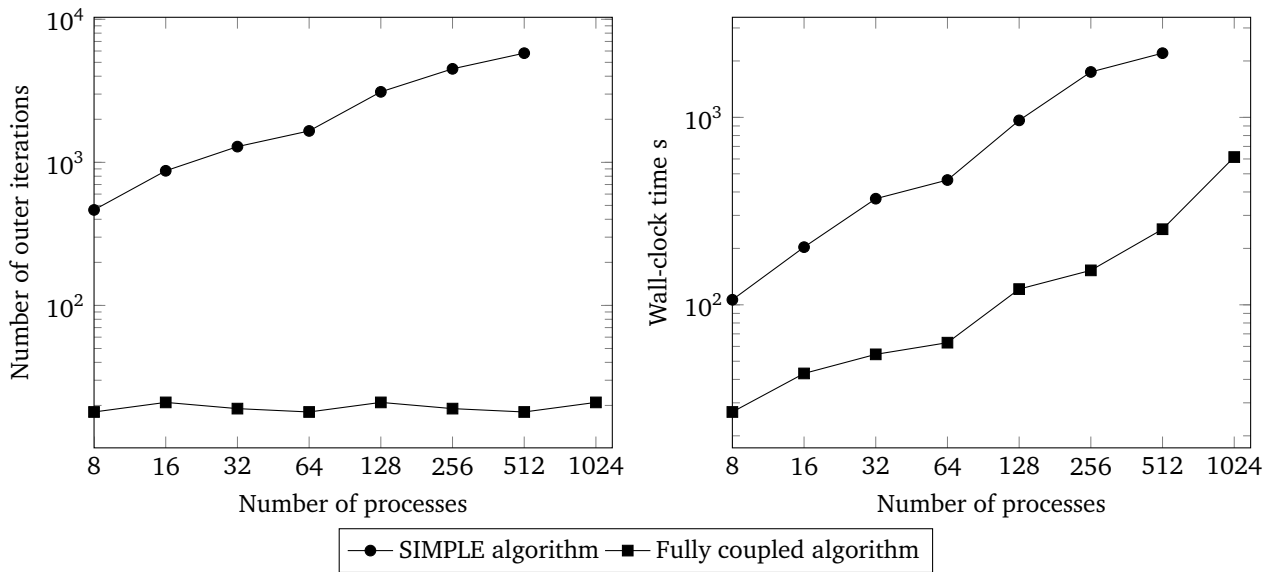 10^4
10^3
10^2
Number of outer iterations
8 16 32 64 128 256 512 1024
Number of processes
10^3
10^2
Wall-clock time s
8 16 32 64 128 256 512 1024
Number of processes
SIMPLE algorithm Fully coupled algorithm